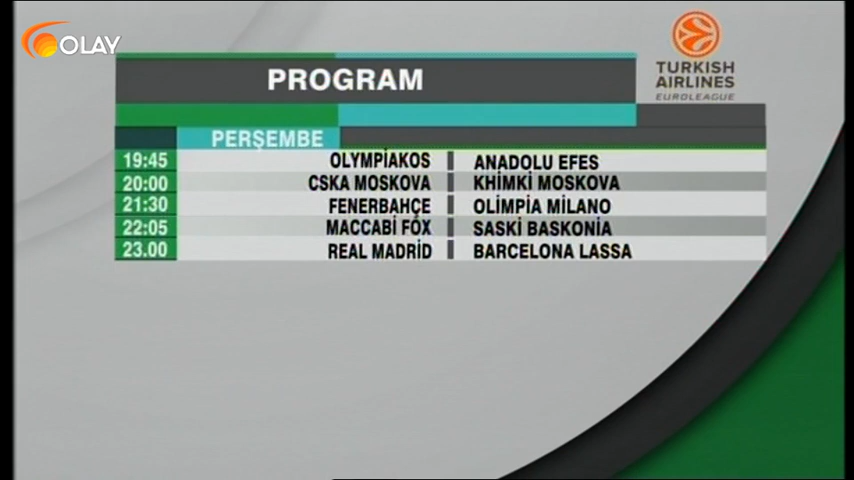 OLAY
TURKISH
AIRLINES
EUROLEAGUE
PROGRAM
PERŞEMBE
19:45 OLYMPİAKOS ANADOLU EFES
20:00 CSKA MOSKOVA KHİMKİ MOSKOVA
21:30 FENERBAHÇE OLİMPİA MİLANO
22:05 MACCABİ FOX SASKİ BASKONİA
23.00 REAL MADRİD BARCELONA LASSA